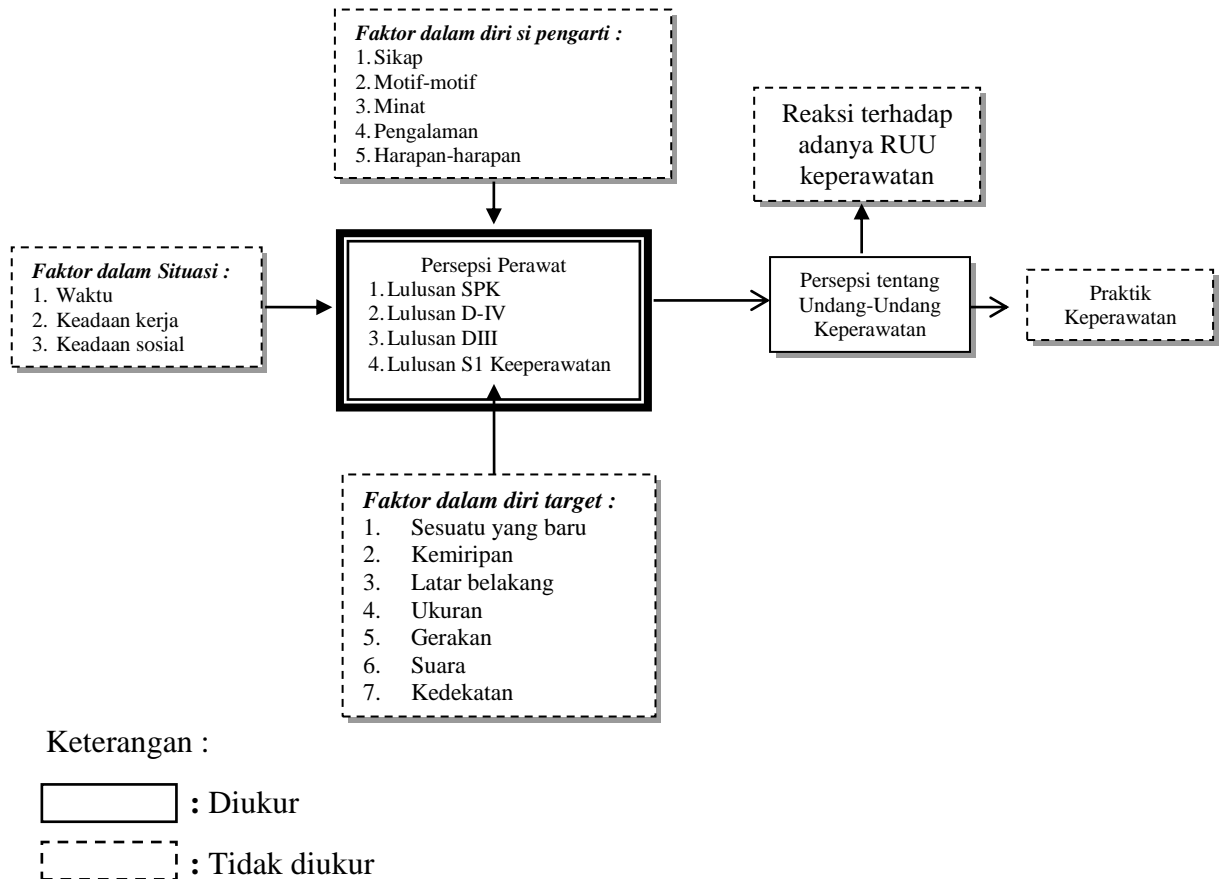 Faktor dalam diri si pengarti :
1. Sikap
2. Motif-motif
3. Minat
4. Pengalaman
5. Harapan-harapan
Reaksi terhadap
adanya RUU
keperawatan
Faktor dalam Situasi :
1. Waktu
2. Keadaan kerja
3. Keadaan sosial
Persepsi Perawat
1. Lulusan SPK
2. Lulusan D-IV
3. Lulusan DIII
4. Lulusan S1 Keeperawatan
Persepsi tentang
Undang-Undang
Keperawatan
Praktik
Keperawatan
Faktor dalam diri target :
1. Sesuatu yang baru
2. Kemiripan
3. Latar belakang
4. Ukuran
5. Gerakan
6. Suara
7. Kedekatan
Keterangan :
: Diukur
: Tidak diukur